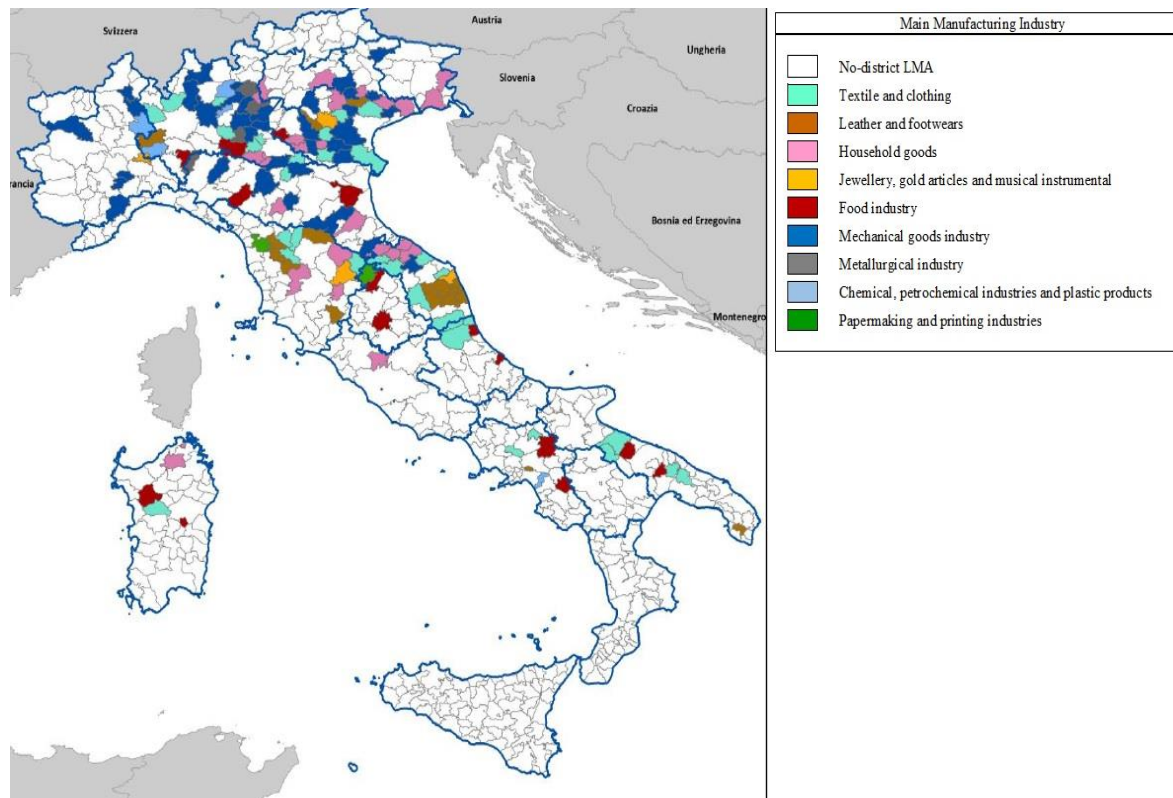 Austria
Svizzera
Ungheria
Slovenia
Croazia
rancia
Bosnia ed Erzegovina
Montenegro
Main Manufacturing Industry
No-district LMA
Textile and clothing
Leather and footwears
Household goods
Jewellery, gold articles and musical instrumental
Food industry
Mechanical goods industry
Metallurgical industry
Chemical, petrochemical industries and plastic products
Papermaking and printing industries